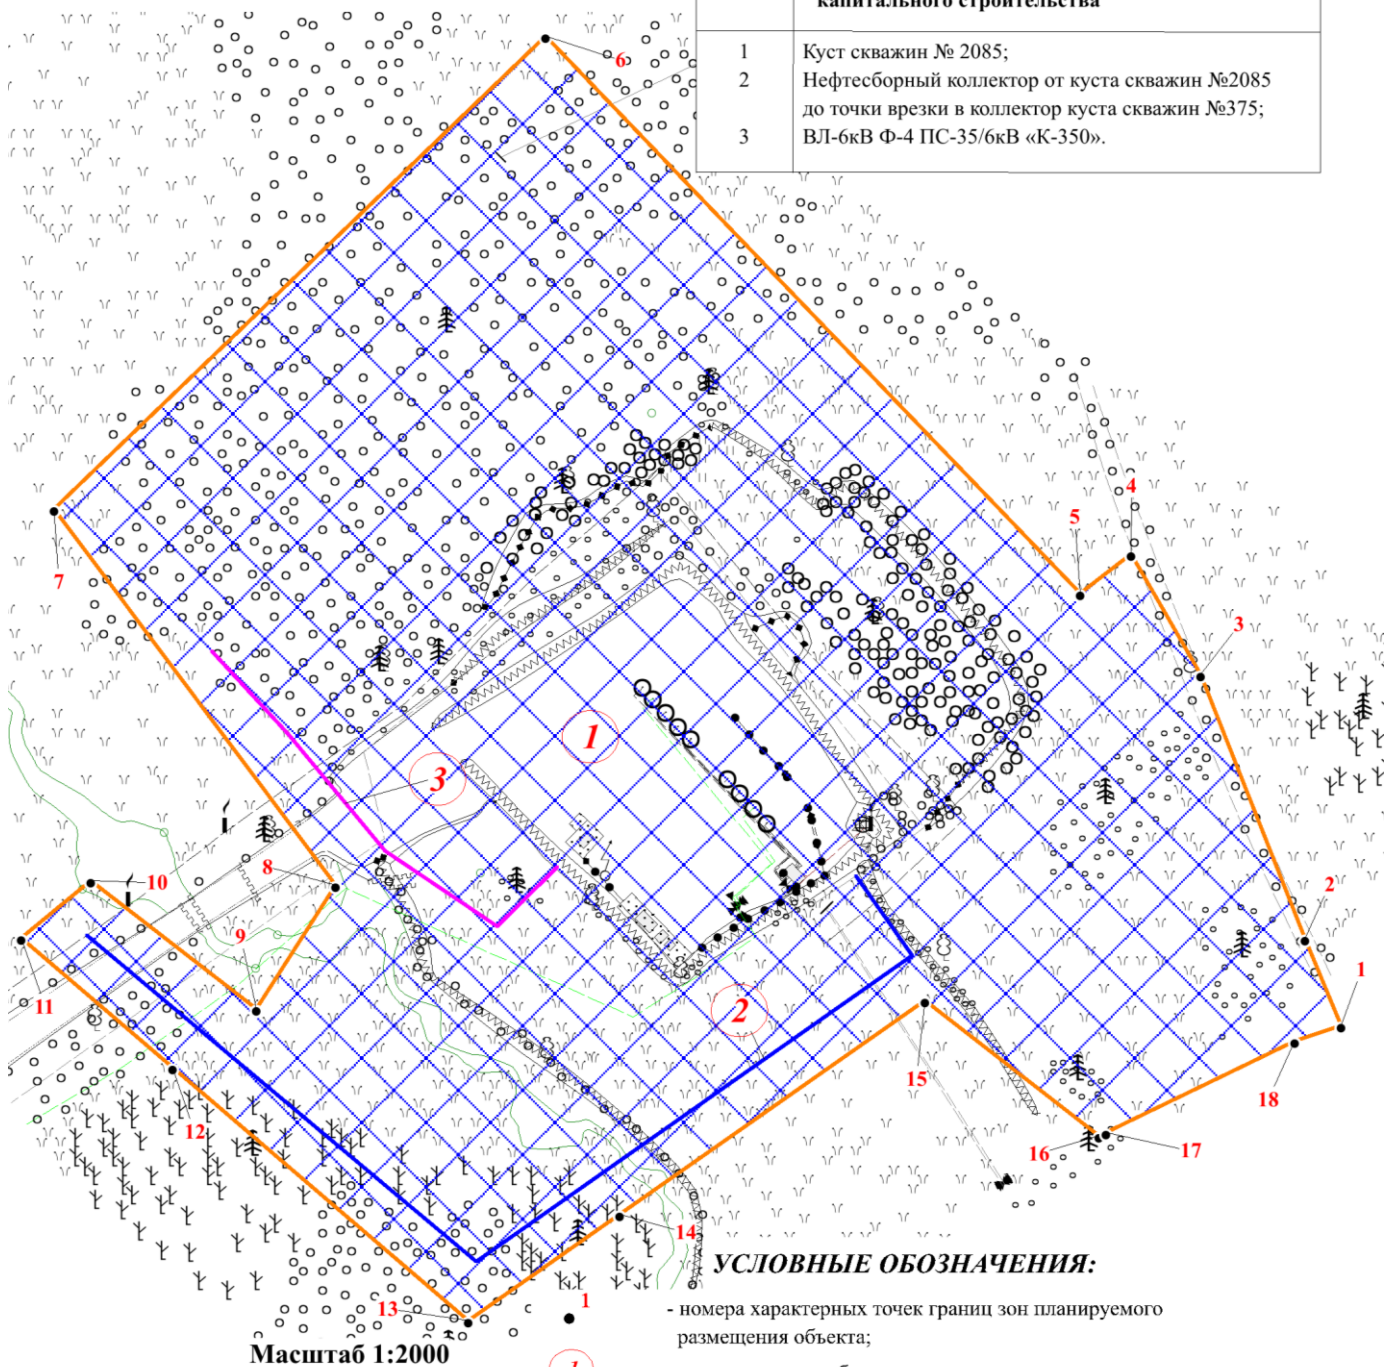 капитального строительства
1 Куст скважин № 2085;
2 Нефтесборный коллектор от куста скважин №2085
до точки врезки в коллектор куста скважин №375;
3 ВЛ-6кВ Ф-4 ПС-35/6кВ «К-350».
6
4
5
7
3
1
3
8
10
2
9
1
11
2
15
18
12
16
17
14
УСЛОВНЫЕ ОБОЗНАЧЕНИЯ:
13
1
- номера характерных точек границ зон планируемого
размещения объекта;
Масштаб 1:2000
1